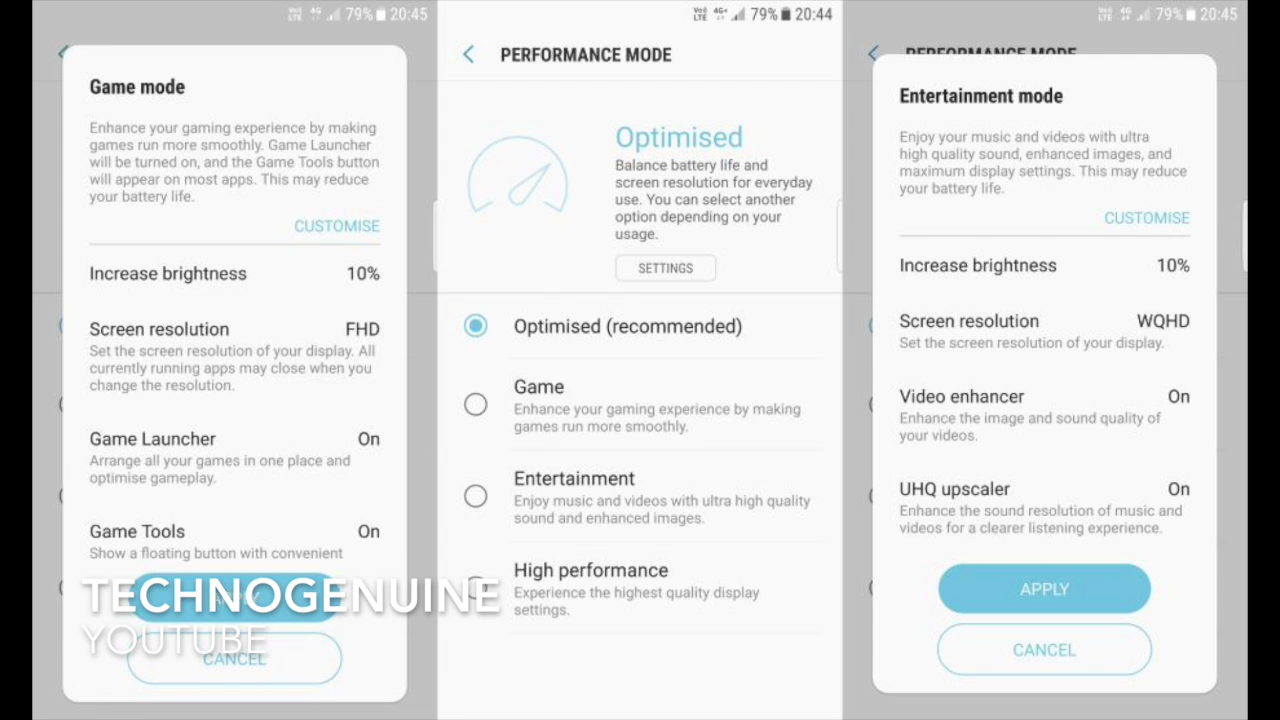 79% 20:45
Game mode
Enhance your gaming experience by making
games run more smoothly. Game Launcher
will be turned on, and the Game Tools button
will appear on most apps. This may reduce
your battery life.
CUSTOMISE
Increase brightness 10%
Screen resolution FHD
Set the screen resolution of your display. All
currently running apps may close when you
change the resolution.
Game Launcher On
Arrange all your games in one place and
optimise gameplay.
Game Tools On
Show a floating button with convenient
TECHNOGENUINE
YOUTUBE
CANCEL
LTE 4G+ 79% 20:44
PERFORMANCE MODE
Optimised
Balance battery life and
screen resolution for everyday
use. You can select another
option depending on your
usage.
SETTINGS
Optimised (recommended)
Game
Enhance your gaming experience by making
games run more smoothly.
Entertainment
Enjoy music and videos with ultra high quality
sound and enhanced images.
High performance
Experience the highest quality display
settings.
79% 20:45
PERFORMANCE MODE
Entertainment mode
Enjoy your music and videos with ultra
high quality sound, enhanced images, and
maximum display settings. This may reduce
your battery life.
CUSTOMISE
Increase brightness 10%
Screen resolution WQHD
Set the screen resolution of your display.
Video enhancer On
Enhance the image and sound quality of
your videos.
UHQ upscaler On
Enhance the sound resolution of music and
videos for a clearer listening experience.
APPLY
CANCEL